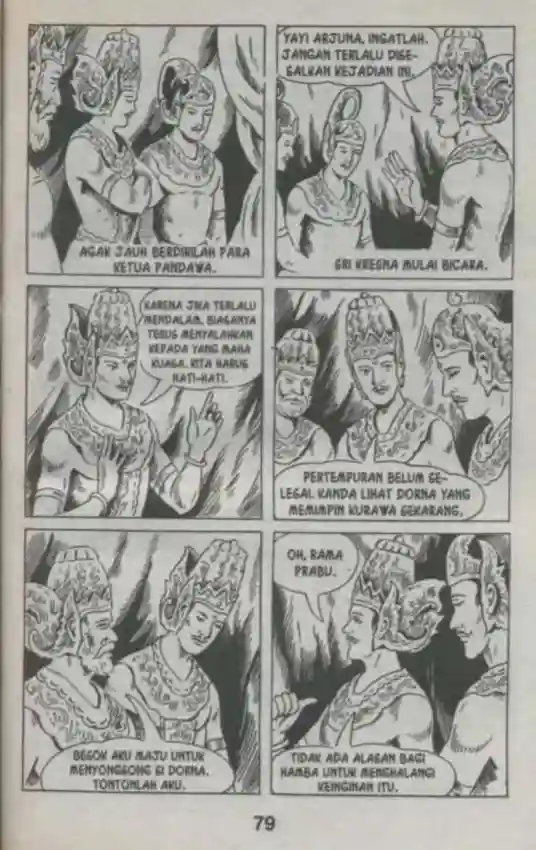 AGAK JAUH BERDIRILAH PARA
KETUA PANDAWA.
YAYI ARJUNA, INGATLAH.
JANGAN TERLALU DISE-
SALKAN KEJADIAN INI.
SRI KRESNA MULAI BICARA.
KARENA JIKA TERLALU
MENDALAM, BIASANYA
TERUS MENYALAHKAN
KEPADA YANG MAHA
KUASA. KITA HARUS
HATI-HATI.
PERTEMPURAN BELUM SE-
LESAI. KANDA LIHAT DORNA YANG
MEMIMPIN KURAWA SEKARANG.
BESOK AKU MAJU UNTUK
MENYONGSONG SI DORNA.
TONTONLAH AKU.
OH, RAMA
PRABU.
TIDAK ADA ALASAN BAGI
HAMBA UNTUK MENGHALANGI
KEINGINAN ITU.
79